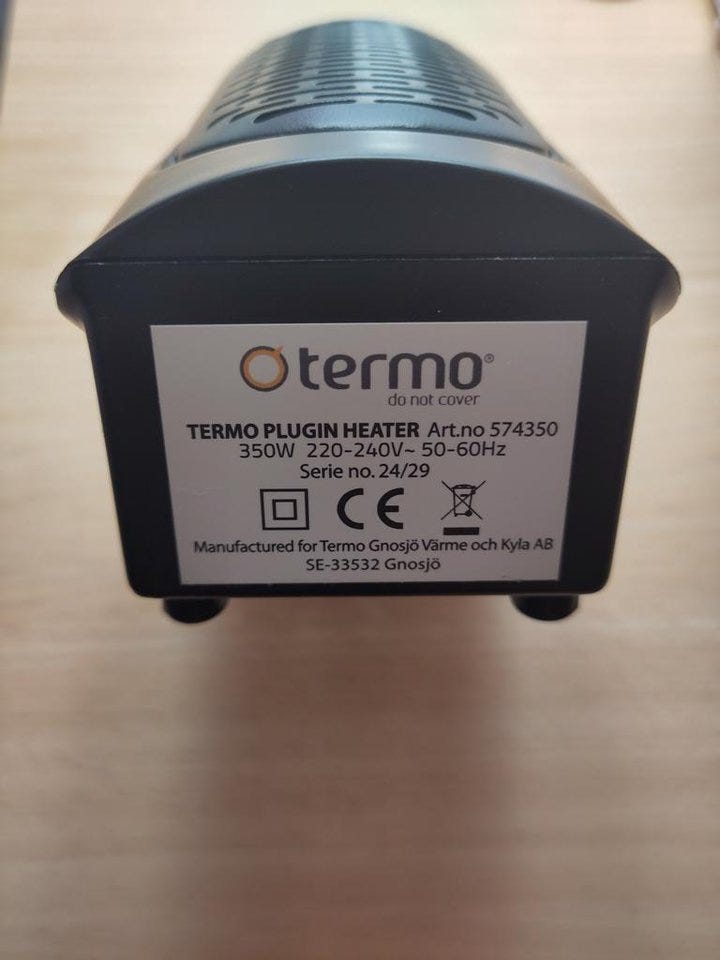 termo®
do not cover
TERMO PLUGIN HEATER Art.no 574350
350W 220-240V~ 50-60Hz
Serie no. 24/29
CE
Manufactured for Termo Gnosjö Värme och Kyla AB
SE-33532 Gnosjö